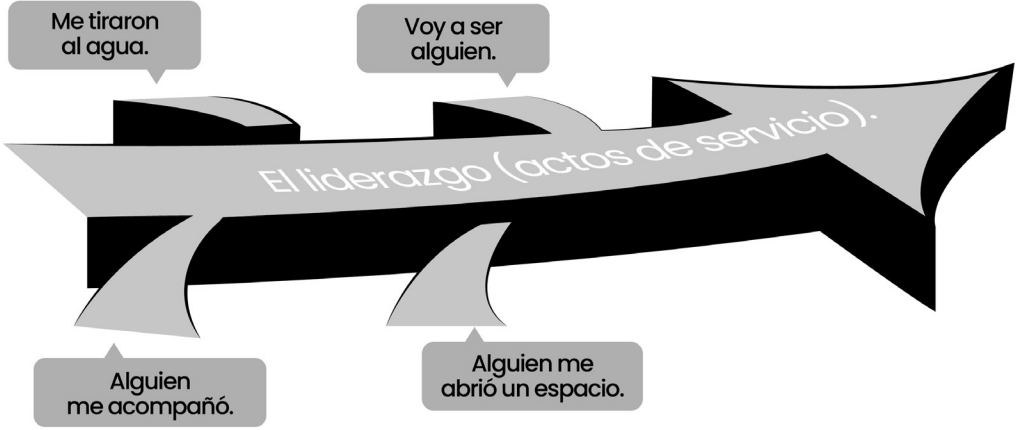 Me tiraron
al agua.
Voy a ser
alguien.
El liderazgo (actos de servicio).
Alguien
me acompañó.
Alguien me
abrió un espacio.